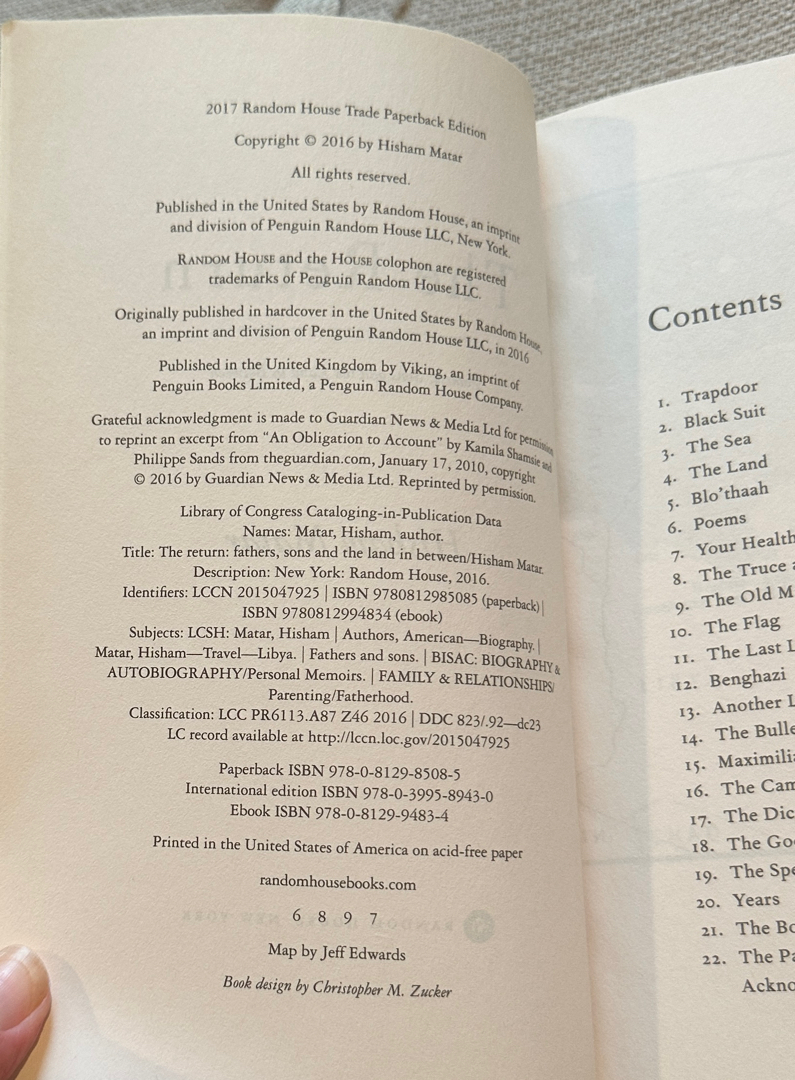 2017 Random House Trade Paperback Edition
Copyright © 2016 by Hisham Matar
All rights reserved.
Published in the United States by Random House, an imprint
and division of Penguin Random House LLC, New York.
RANDOM HOUSE and the HOUSE colophon are registered
trademarks of Penguin Random House LLC.
Originally published in hardcover in the United States by Random House,
an imprint and division of Penguin Random House LLC, in 2016
Published in the United Kingdom by Viking, an imprint of
Penguin Books Limited, a Penguin Random House Company.
Grateful acknowledgment is made to Guardian News & Media Ltd for permission
to reprint an excerpt from "An Obligation to Account" by Kamila Shamsie and
Philippe Sands from theguardian.com, January 17, 2010, copyright
© 2016 by Guardian News & Media Ltd. Reprinted by permission.
Library of Congress Cataloging-in-Publication Data
Names: Matar, Hisham, author.
Title: The return: fathers, sons and the land in between/Hisham Matar.
Description: New York: Random House, 2016.
Identifiers: LCCN 2015047925 | ISBN 9780812985085 (paperback) |
ISBN 9780812994834 (ebook)
Subjects: LCSH: Matar, Hisham | Authors, American—Biography. |
Matar, Hisham—Travel—Libya. | Fathers and sons. | BISAC: BIOGRAPHY &
AUTOBIOGRAPHY/Personal Memoirs. | FAMILY & RELATIONSHIPS/
Parenting/Fatherhood.
Classification: LCC PR6113.A87 Z46 2016 | DDC 823/.92—dc23
LC record available at http://lccn.loc.gov/2015047925
Paperback ISBN 978-0-8129-8508-5
International edition ISBN 978-0-3995-8943-0
Ebook ISBN 978-0-8129-9483-4
Printed in the United States of America on acid-free paper
randomhousebooks.com
6 8 9 7
Map by Jeff Edwards
Book design by Christopher M. Zucker
Contents
1. Trapdoor
2. Black Suit
3. The Sea
4. The Land
5. Blo'thaah
6. Poems
7. Your Health
8. The Truce a
9. The Old M
10. The Flag
11. The Last L
12. Benghazi
13. Another L
14. The Bulle
15. Maximili
16. The Cam
17. The Dic
18. The Go
19. The Spe
20. Years
21. The Bo
22. The Pa
Ackno